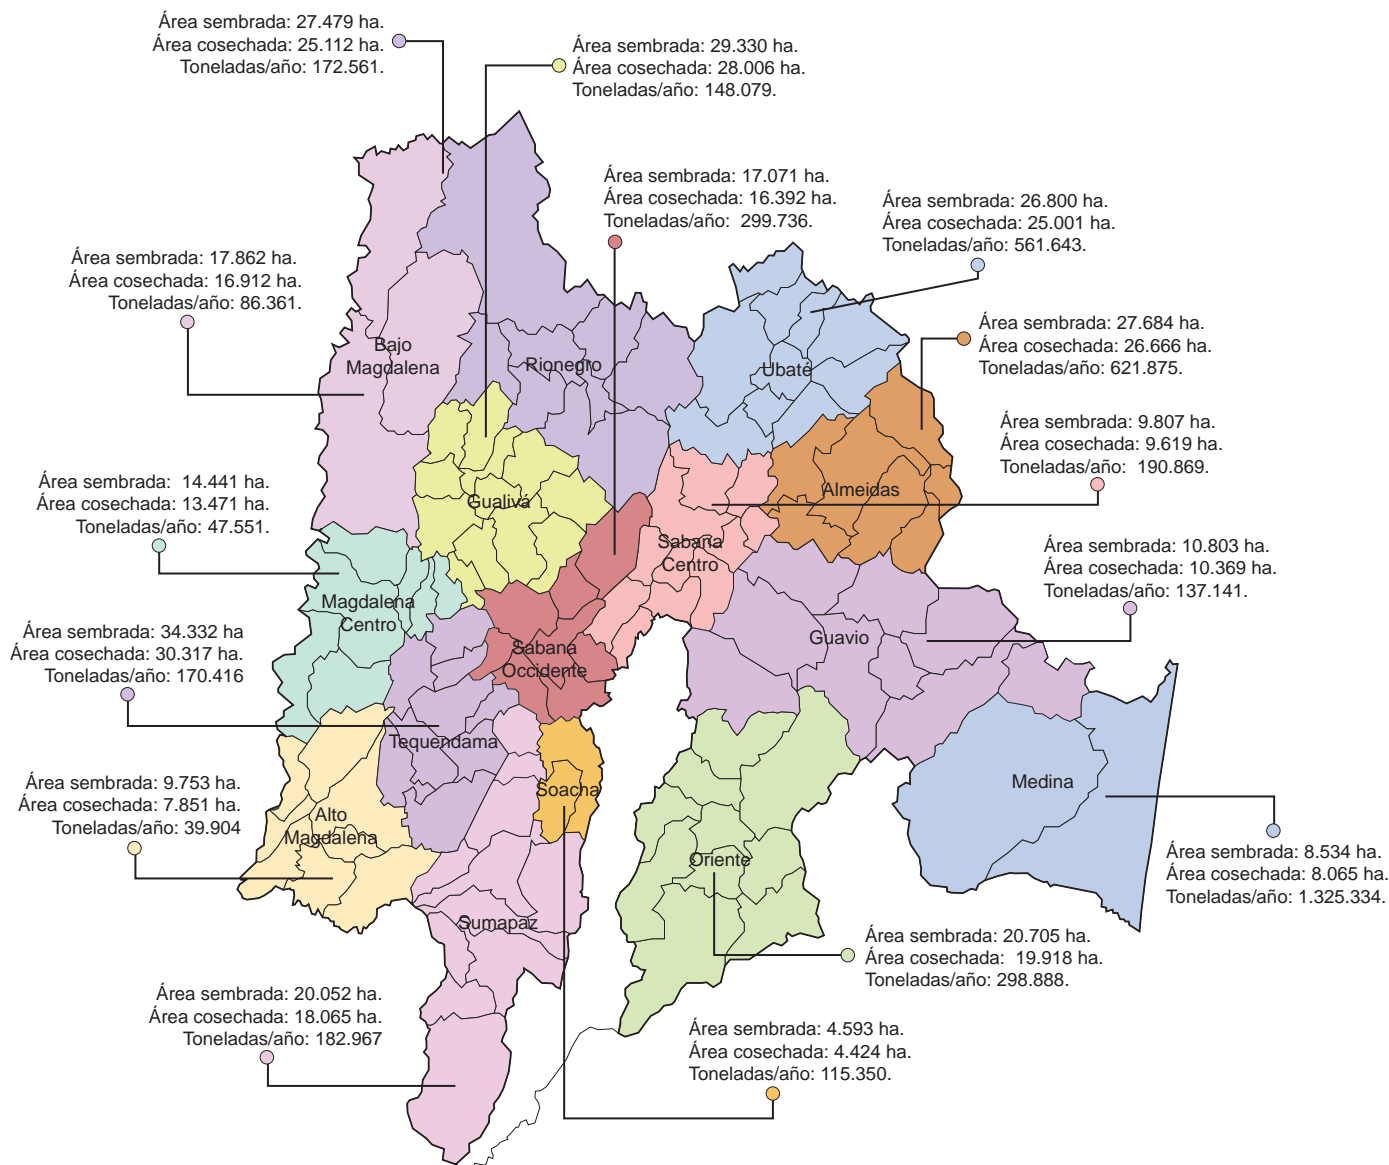 Área sembrada: 27.479 ha.
Área cosechada: 25.112 ha.
Toneladas/año: 172.561.
Área sembrada: 29.330 ha.
Área cosechada: 28.006 ha.
Toneladas/año: 148.079.
Área sembrada: 17.071 ha.
Área cosechada: 16.392 ha.
Toneladas/año: 299.736.
Área sembrada: 26.800 ha.
Área cosechada: 25.001 ha.
Toneladas/año: 561.643.
Área sembrada: 17.862 ha.
Área cosechada: 16.912 ha.
Toneladas/año: 86.361.
Área sembrada: 27.684 ha.
Área cosechada: 26.666 ha.
Toneladas/año: 621.875.
Bajo
Magdalena
Rionegro
Ubaté
Área sembrada: 9.807 ha.
Área cosechada: 9.619 ha.
Toneladas/año: 190.869.
Área sembrada: 14.441 ha.
Área cosechada: 13.471 ha.
Toneladas/año: 47.551.
Gualivá
Almeidas
Sabana
Centro
Área sembrada: 10.803 ha.
Área cosechada: 10.369 ha.
Toneladas/año: 137.141.
Magdalena
Centro
Área sembrada: 34.332 ha
Área cosechada: 30.317 ha.
Toneladas/año: 170.416
Sabana
Occidente
Guavio
Tequendama
Área sembrada: 9.753 ha.
Área cosechada: 7.851 ha.
Toneladas/año: 39.904
Soacha
Medina
Alto
Magdalena
Oriente
Área sembrada: 8.534 ha.
Área cosechada: 8.065 ha.
Toneladas/año: 1.325.334.
Sumapaz
Área sembrada: 20.705 ha.
Área cosechada: 19.918 ha.
Toneladas/año: 298.888.
Área sembrada: 20.052 ha.
Área cosechada: 18.065 ha.
Toneladas/año: 182.967
Área sembrada: 4.593 ha.
Área cosechada: 4.424 ha.
Toneladas/año: 115.350.